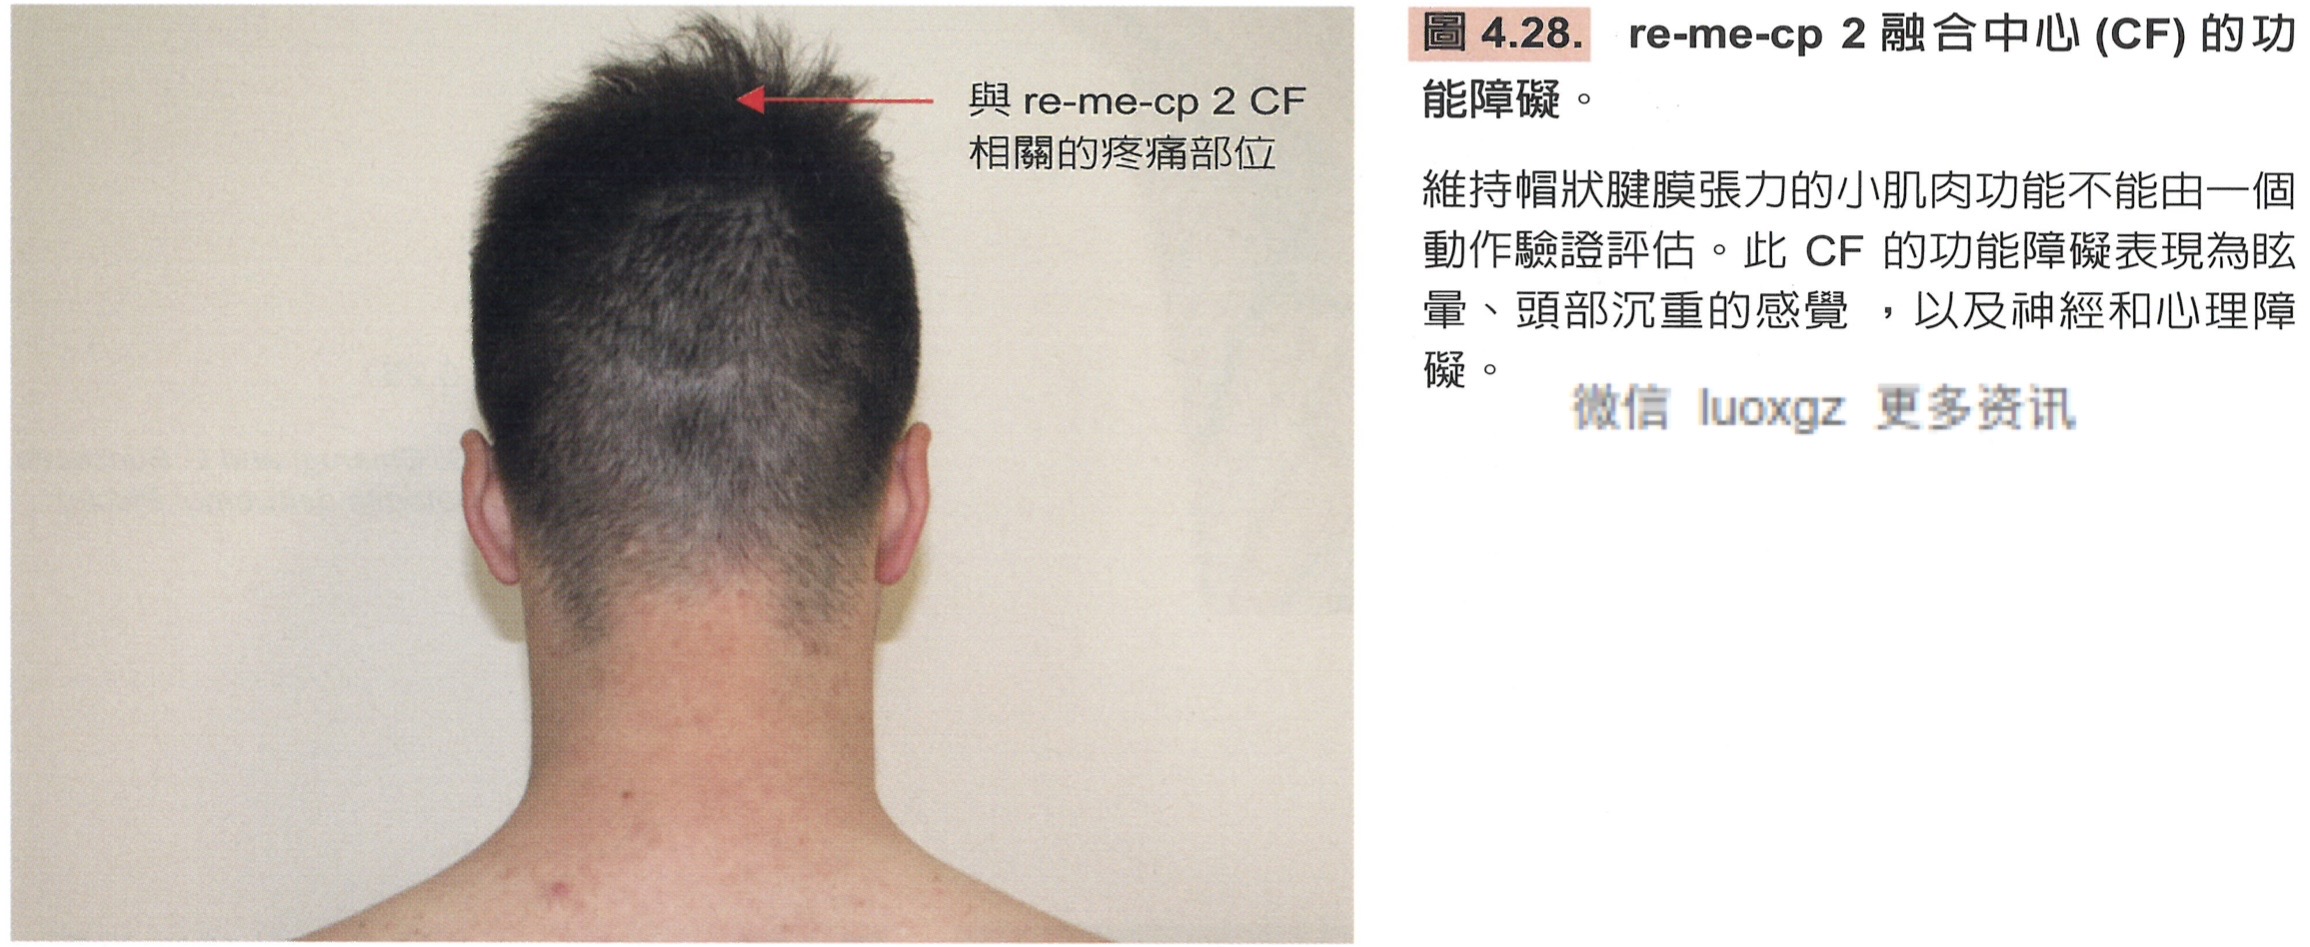 與 re-me-cp 2 CF
相關的疼痛部位
圖 4.28. re-me-cp 2 融合中心 (CF) 的功
能障礙。
維持帽狀腱膜張力的小肌肉功能不能由一個
動作驗證評估。此 CF 的功能障礙表現為眩
暈、頭部沉重的感覺 ，以及神經和心理障
礙。
微信 luoxgz 更多资讯